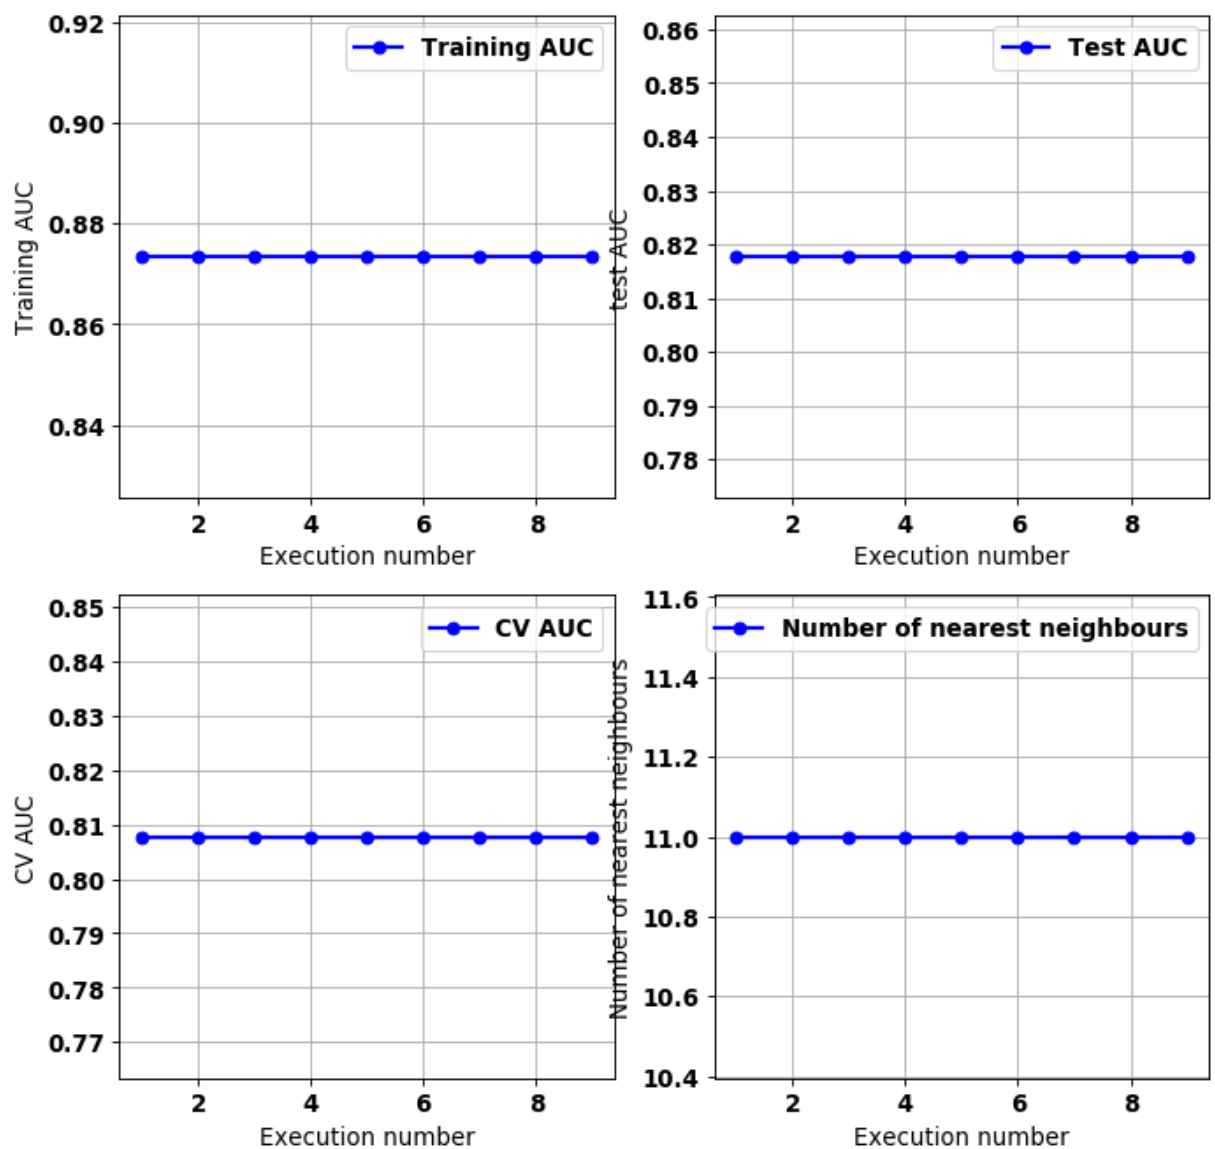 Training AUC
0.92
0.90
0.88
0.86
0.84
Training AUC
2 4 6 8
Execution number
Test AUC
0.86
0.85
0.84
0.83
0.82
0.81
0.80
0.79
0.78
test AUC
2 4 6 8
Execution number
CV AUC
0.85
0.84
0.83
0.82
0.81
0.80
0.79
0.78
0.77
CV AUC
2 4 6 8
Execution number
Number of nearest neighbours
11.6
11.4
11.2
11.0
10.8
10.6
10.4
Number of nearest neighbours
2 4 6 8
Execution number